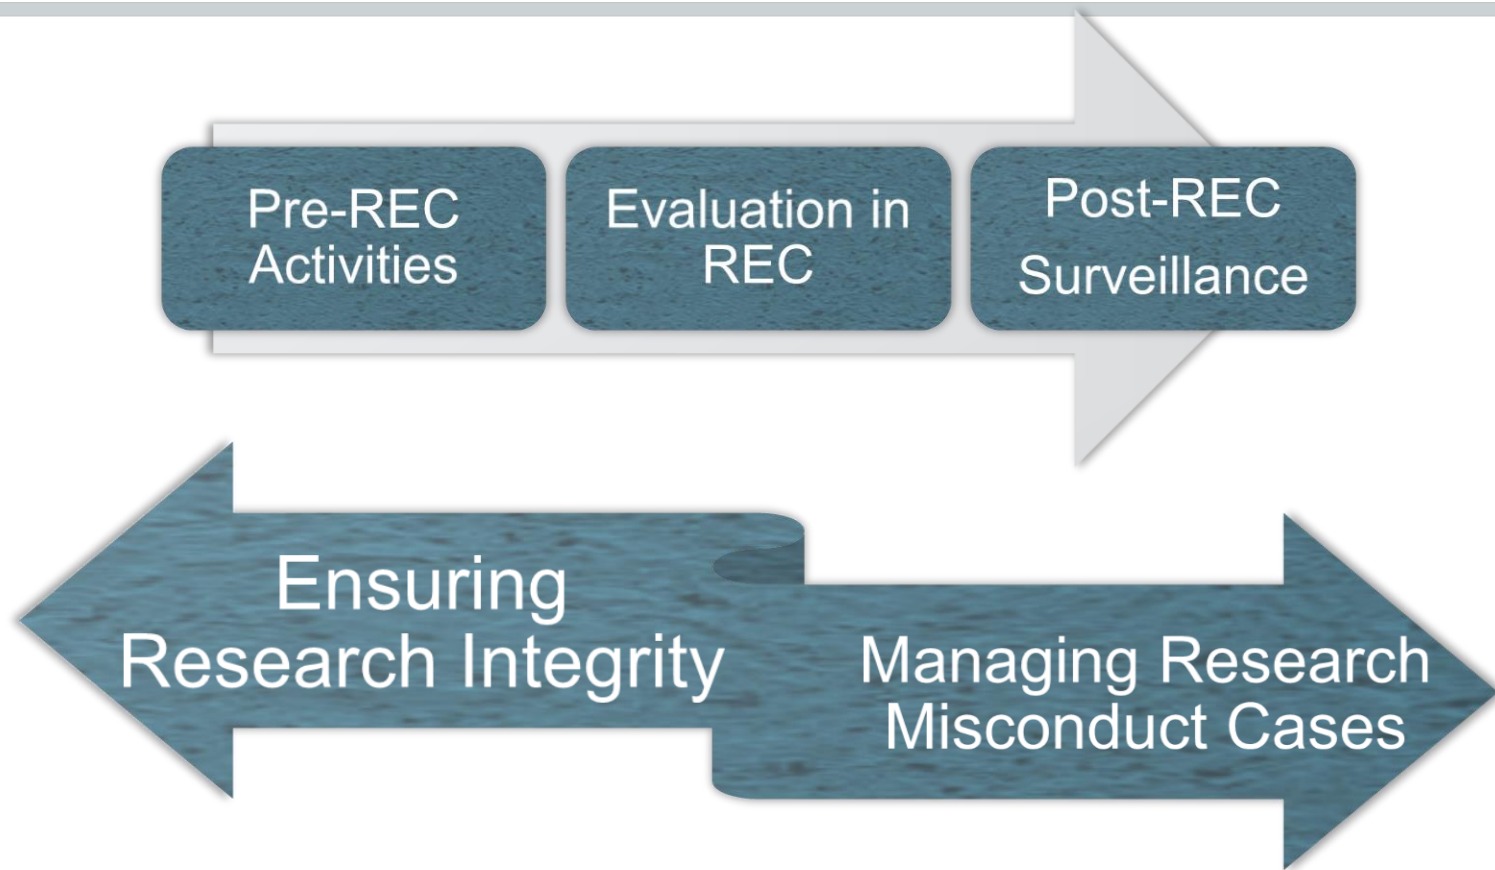 Pre-REC
Activities
Evaluation in
REC
Post-REC
Surveillance
Ensuring
Research Integrity
Managing Research
Misconduct Cases